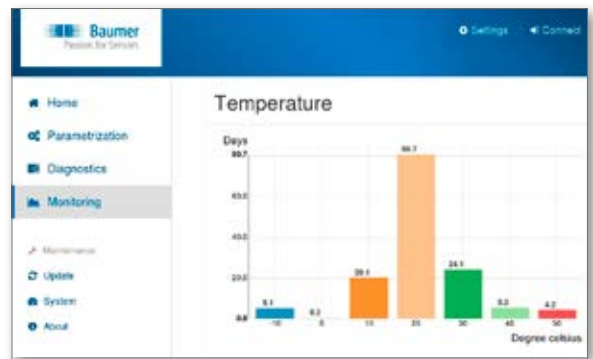 Baumer
Passion for Sensors
Settings Connect
Home
Parametrization
Diagnostics
Monitoring
Maintenance
Update
System
About
Temperature
Days
80.7
60.0
40.0
20.0
0.0
5.1
0.2
20.1
80.7
24.1
5.2
4.2
-10 0 10 20 30 40 50
Degree celsius